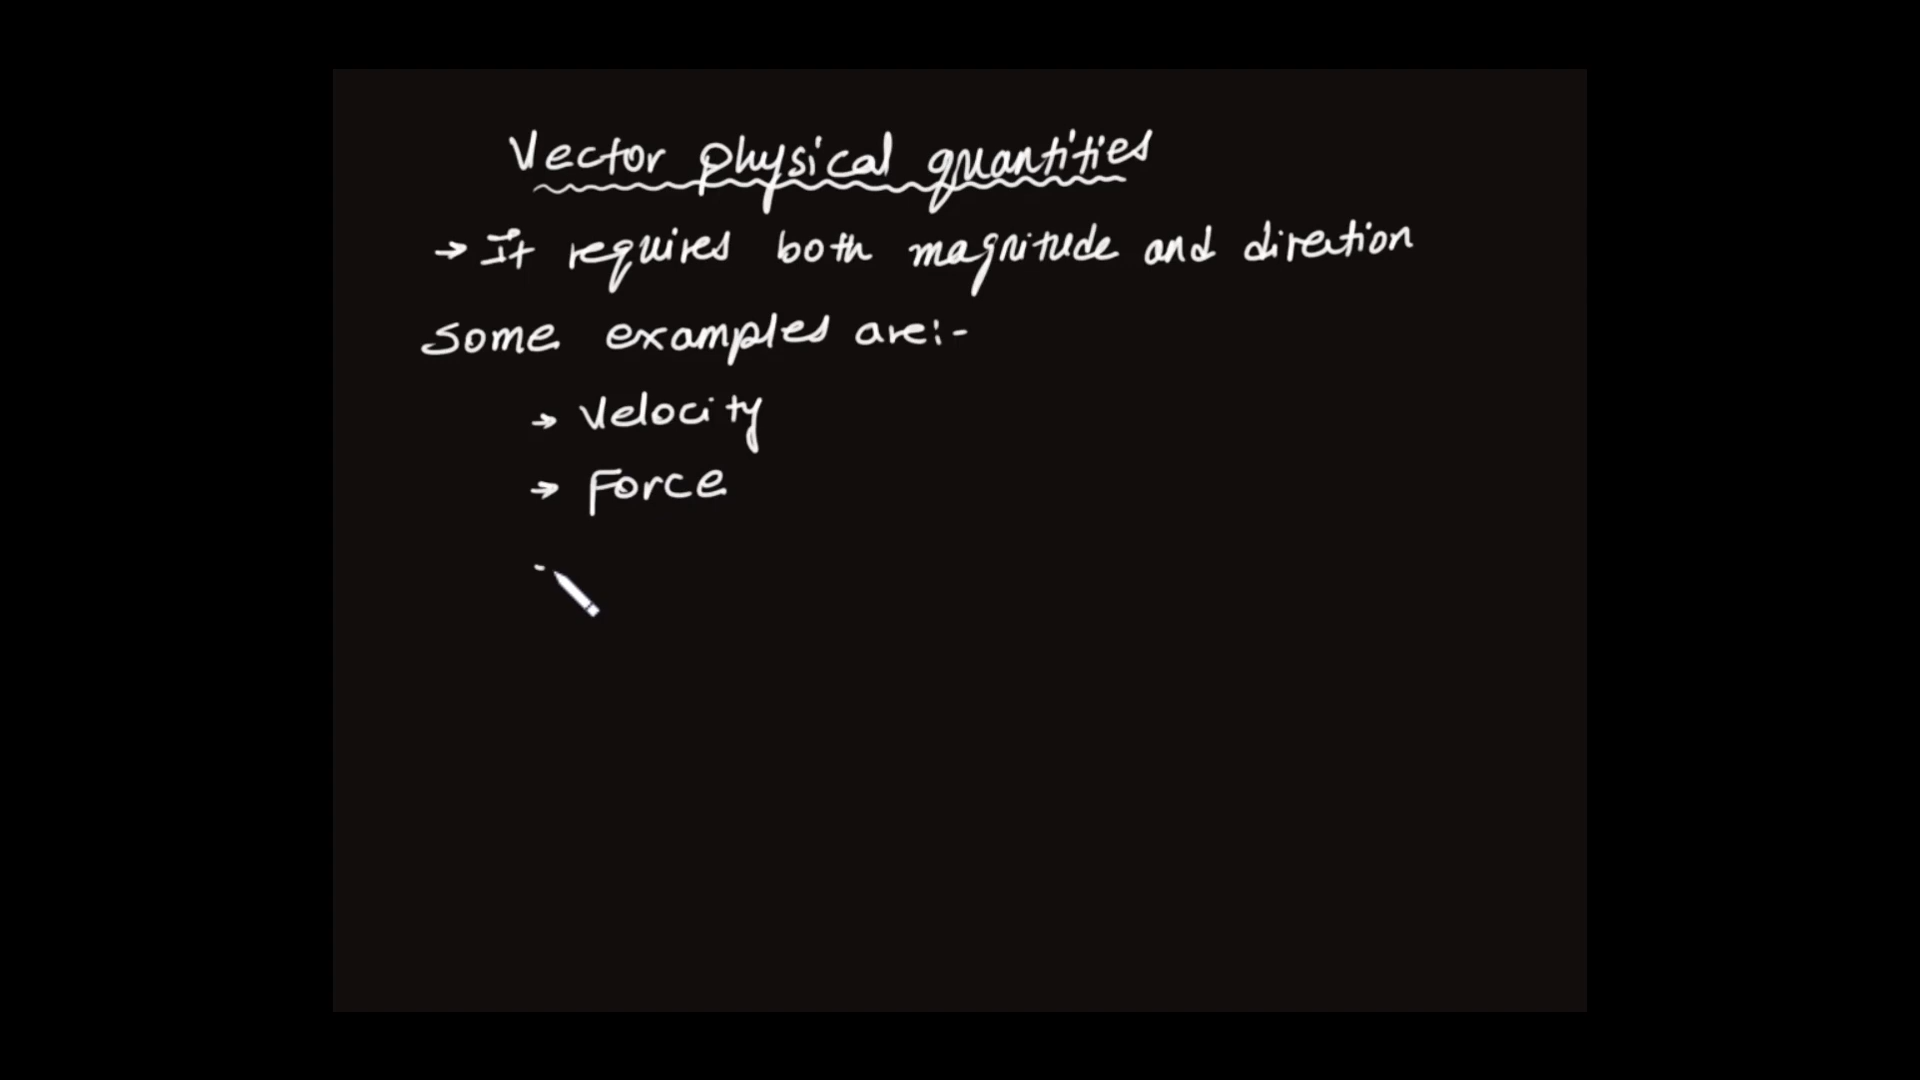 Vector physical quantities
→ It requires both magnitude and direction
some examples are:-
→ Velocity
→ Force